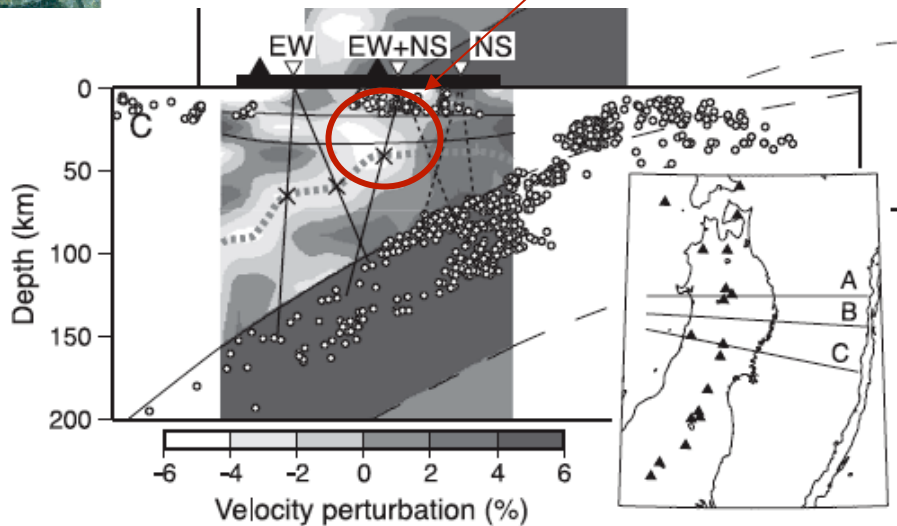 EW EW+NS NS
0
C
50
100
150
200
Depth (km)
A
B
C
-6 -4 -2 0 2 4 6
Velocity perturbation (%)